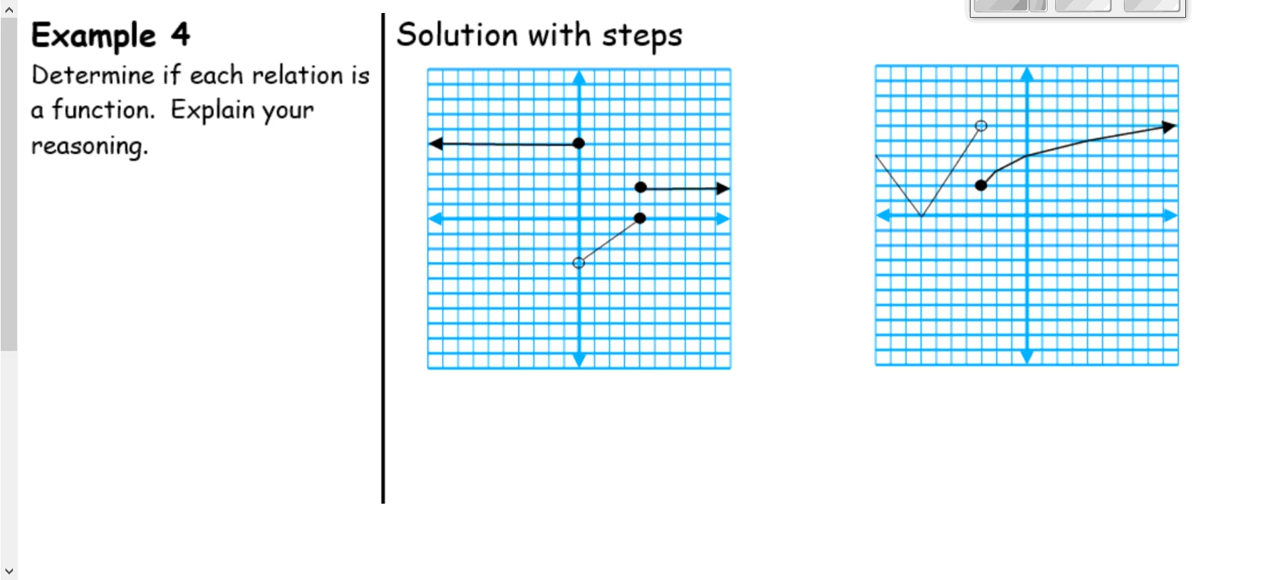 Example 4
Determine if each relation is
a function.  Explain your
reasoning.
Solution with steps